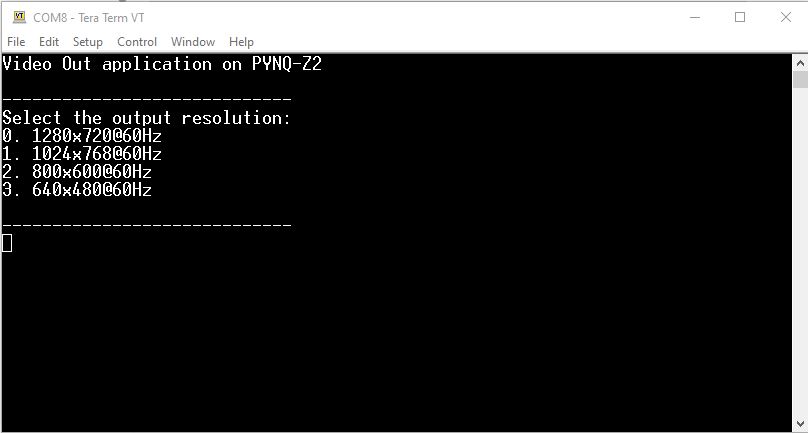 COM8 - Tera Term VT
File Edit Setup Control Window Help
Video Out application on PYNQ-Z2
-----------------------------
Select the output resolution:
0. 1280x720@60Hz
1. 1024x768@60Hz
2. 800x600@60Hz
3. 640x480@60Hz
-----------------------------